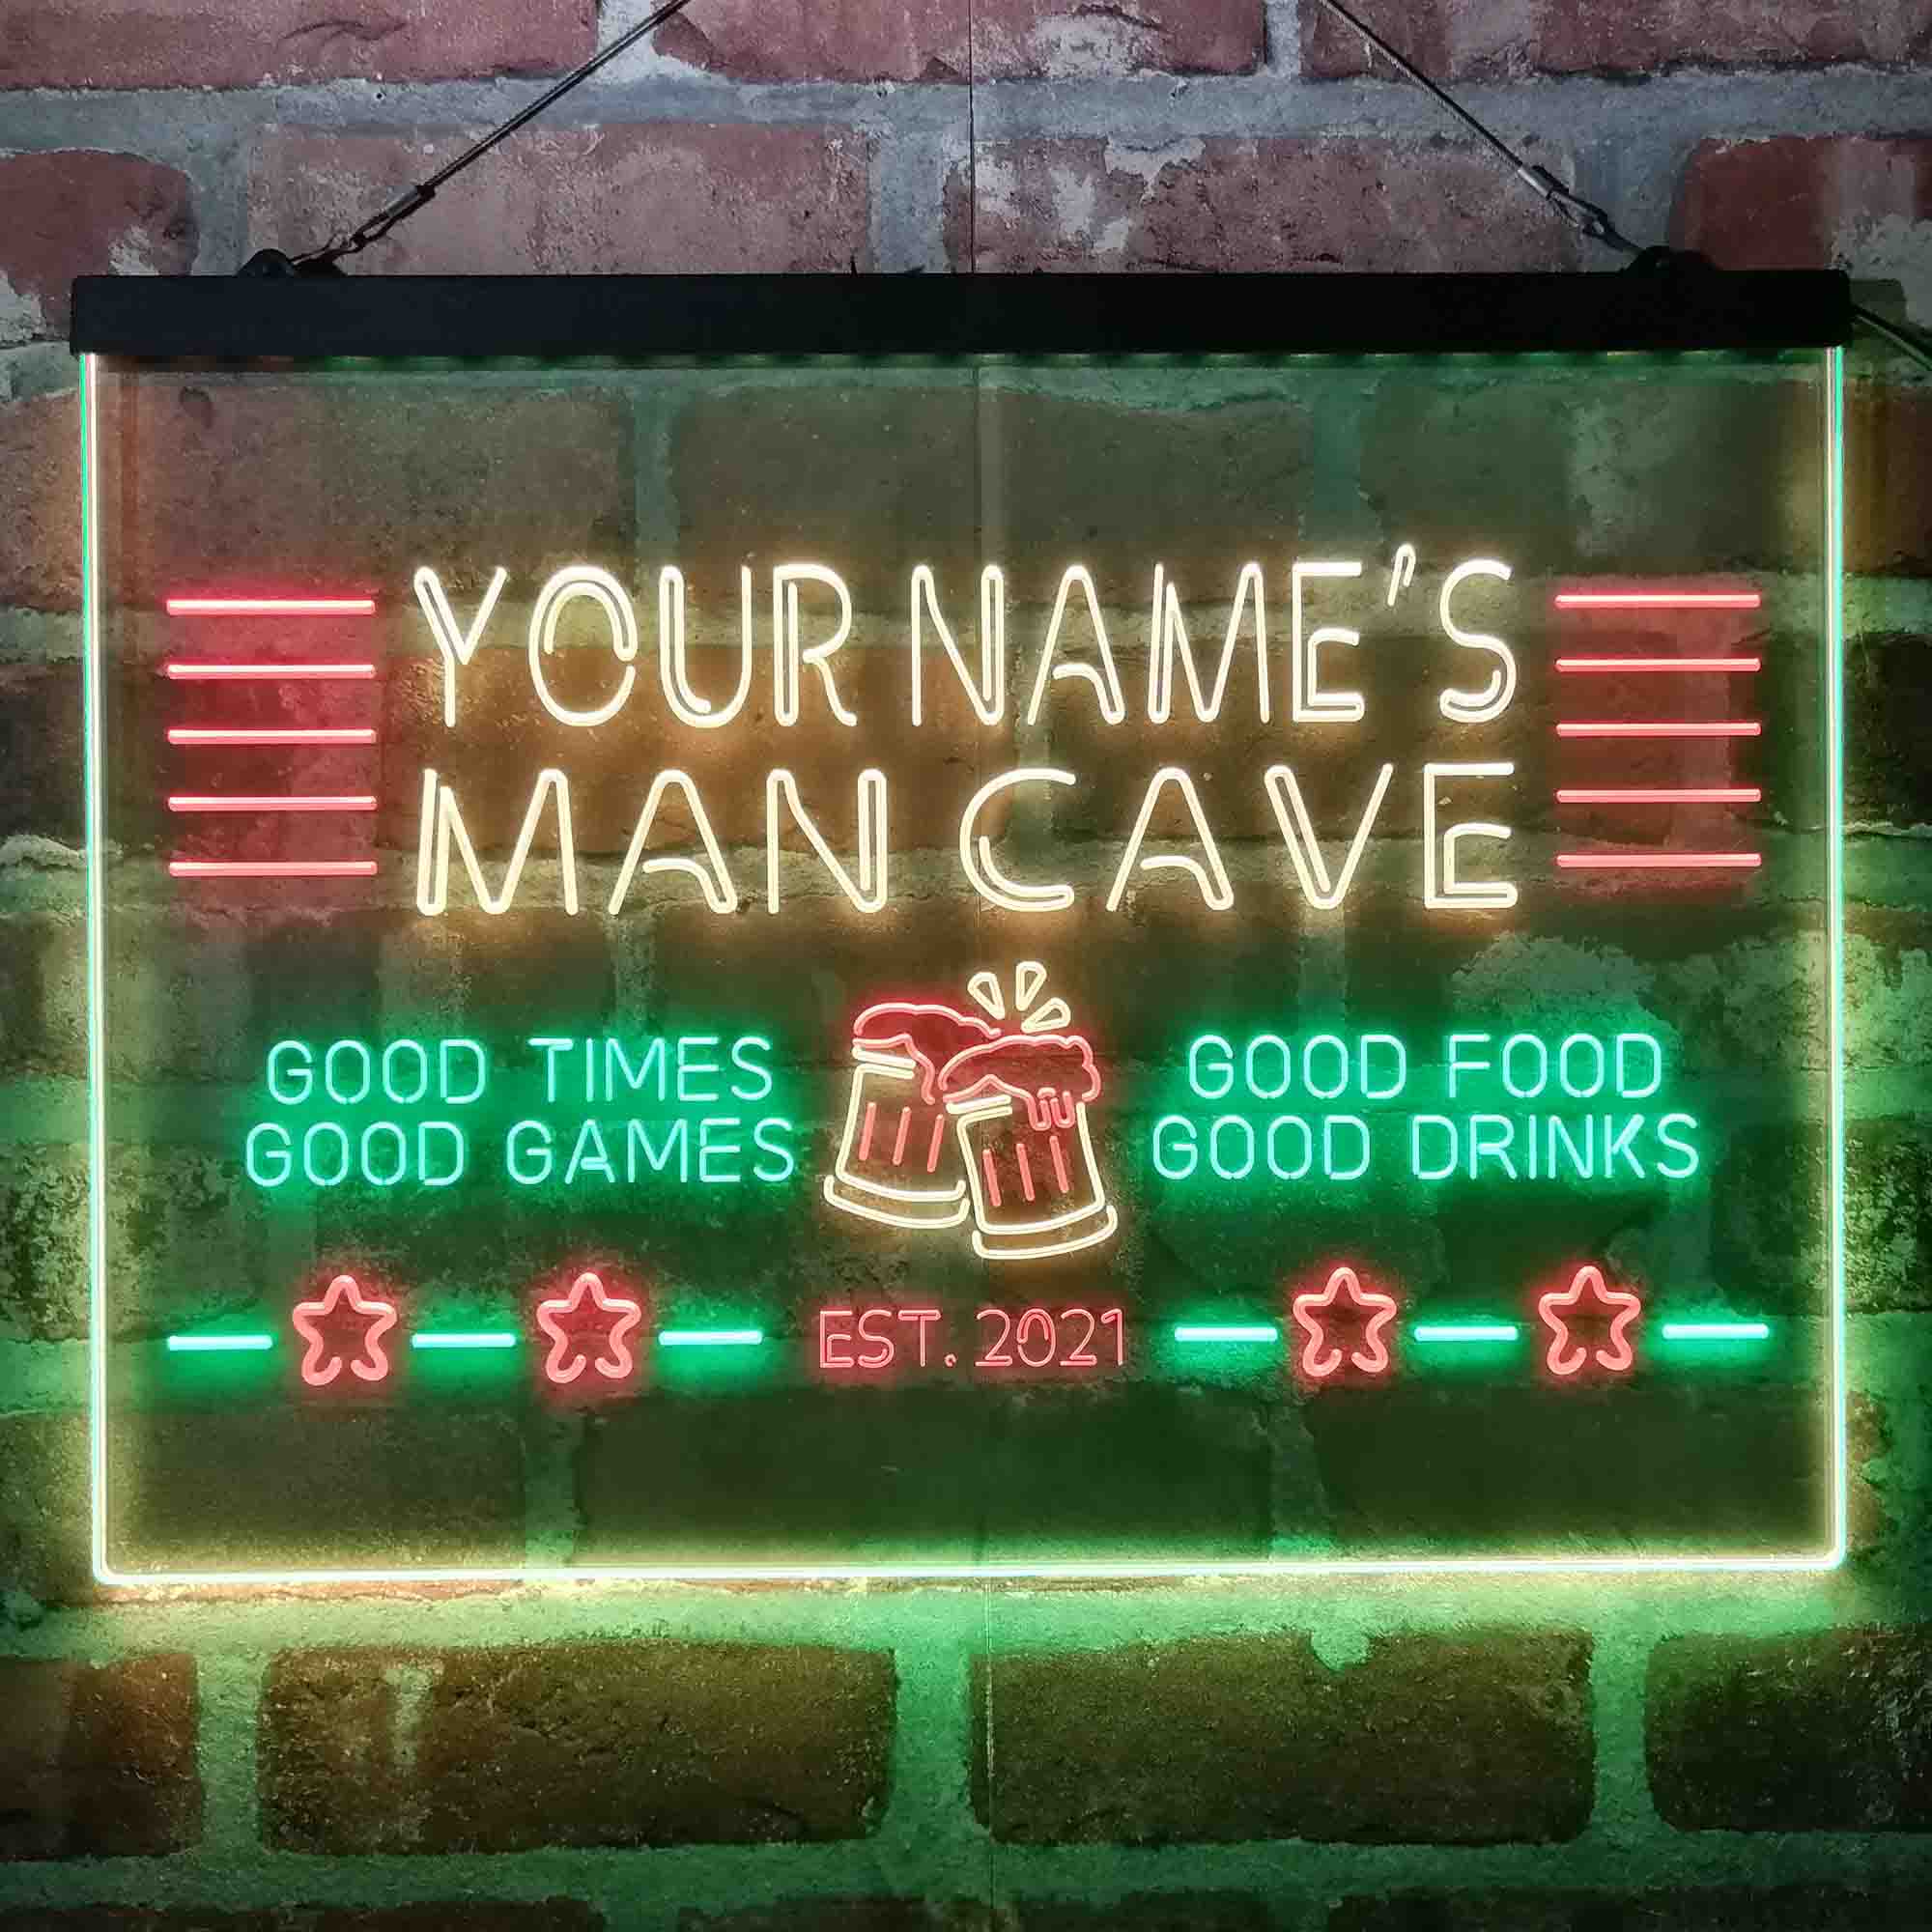 YOUR NAME'S
MAN CAVE
GOOD TIMES
GOOD GAMES
GOOD FOOD
GOOD DRINKS
EST. 2021